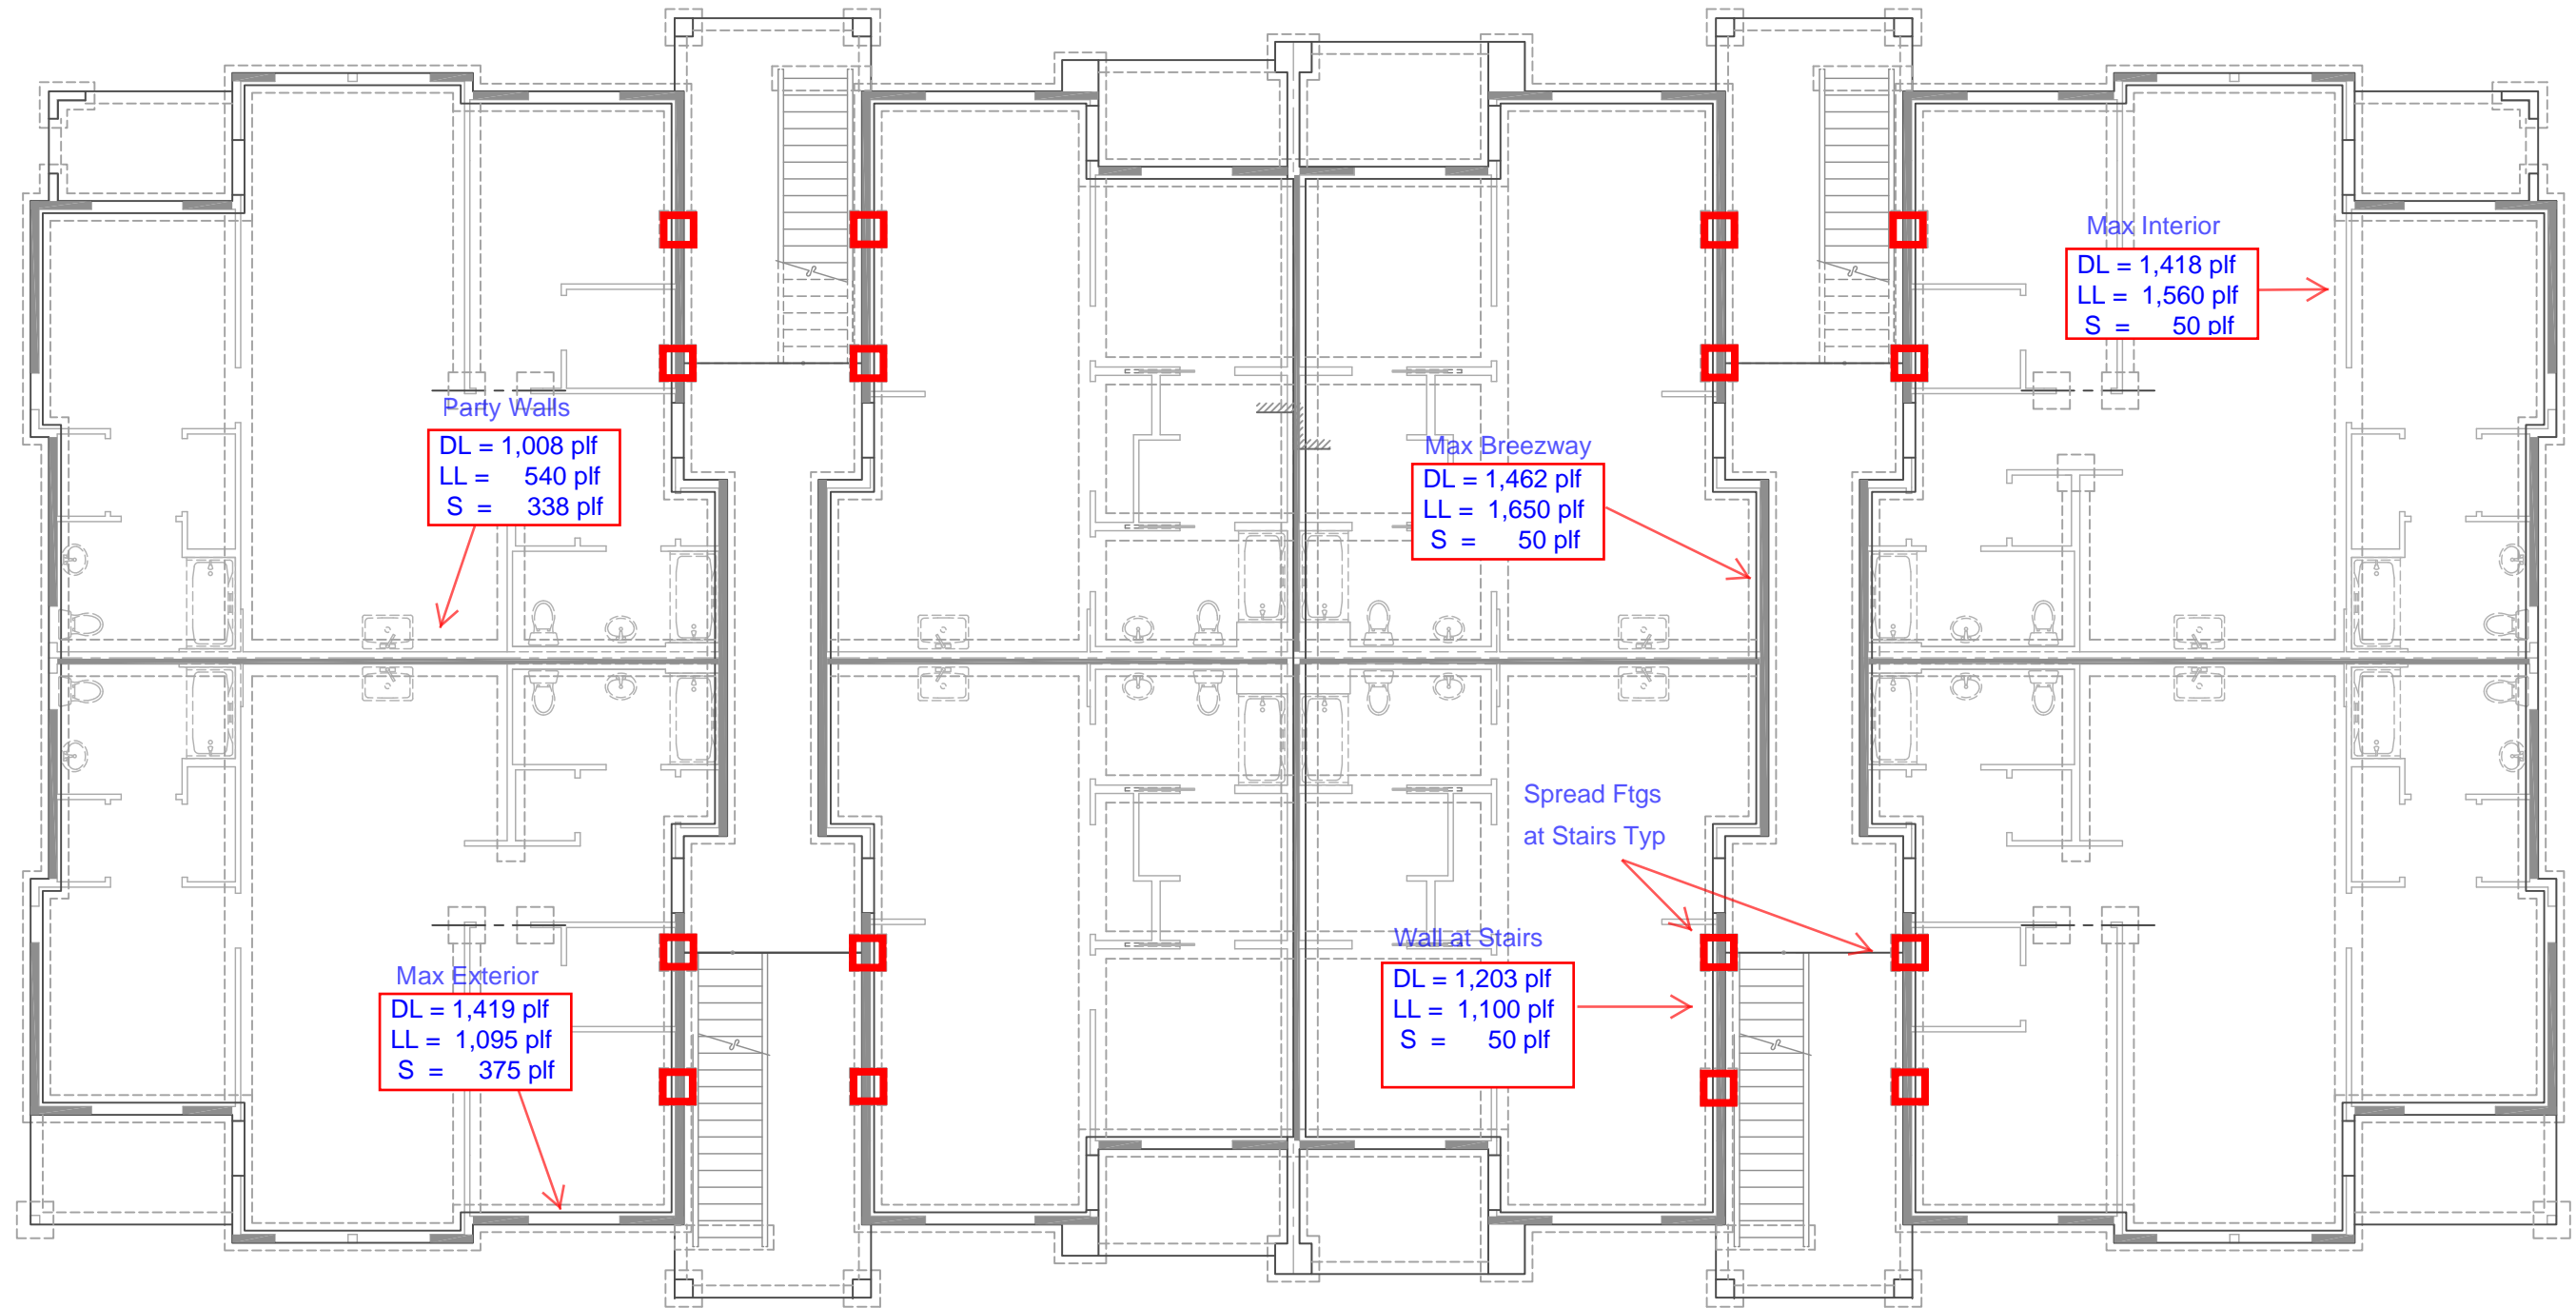 Max Interior
DL = 1,418 plf
LL = 1,560 plf
S = 50 plf
Party Walls
DL = 1,008 plf
LL = 540 plf
S = 338 plf
Max Breezway
DL = 1,462 plf
LL = 1,650 plf
S = 50 plf
Spread Ftgs
at Stairs Typ
Wall at Stairs
DL = 1,203 plf
LL = 1,100 plf
S = 50 plf
Max Exterior
DL = 1,419 plf
LL = 1,095 plf
S = 375 plf